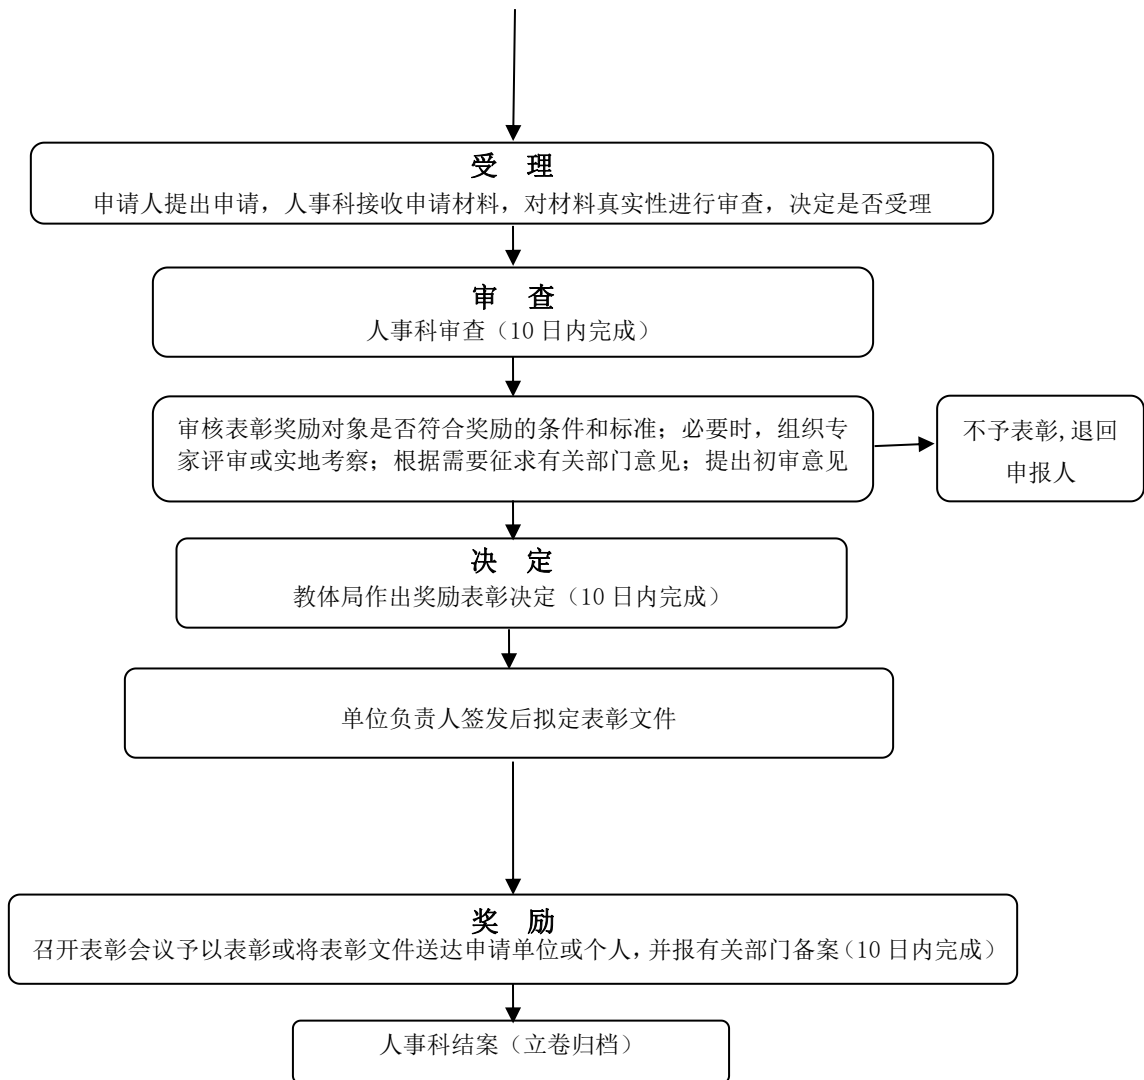 受　理
申请人提出申请，人事科接收申请材料，对材料真实性进行审查，决定是否受理
审　查
人事科审查（10 日内完成）
审核表彰奖励对象是否符合奖励的条件和标准；必要时，组织专
家评审或实地考察；根据需要征求有关部门意见；提出初审意见
不予表彰,退回
申报人
决　定
教体局作出奖励表彰决定（10 日内完成）
单位负责人签发后拟定表彰文件
奖　励
召开表彰会议予以表彰或将表彰文件送达申请单位或个人，并报有关部门备案（10 日内完成）
人事科结案（立卷归档）